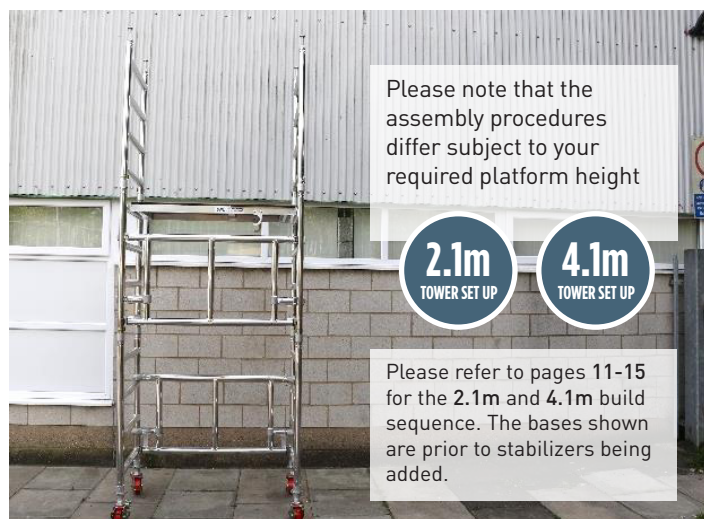 Please note that the
assembly procedures
differ subject to your
required platform height
2.1m
TOWER SET UP
4.1m
TOWER SET UP
Please refer to pages 11-15
for the 2.1m and 4.1m build
sequence. The bases shown
are prior to stabilizers being
added.